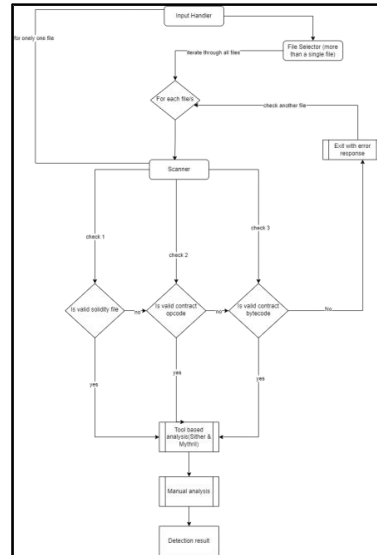 Input Handler
for onely one file
File Selector (more
than a single file)
iterate through all files
For each file/s
check another file
Exit with error
response
Scanner
check 1
check 2
check 3
Is valid solidity file
no
Is valid contract
opcode
no
Is valid contract
bytecode
No
yes
yes
yes
Tool based
analysis(Slither &
Mythril)
Manual analysis
Detection result